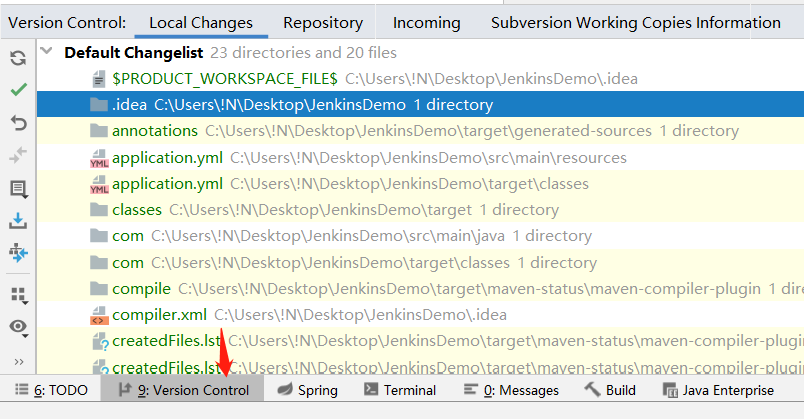 Version Control: Local Changes Repository Incoming Subversion Working Copies Information
Default Changelist 23 directories and 20 files
$PRODUCT_WORKSPACE_FILE$ C:\Users\!N\Desktop\JenkinsDemo\.idea
.idea C:\Users\!N\Desktop\JenkinsDemo 1 directory
annotations C:\Users\!N\Desktop\JenkinsDemo\target\generated-sources 1 directory
application.yml C:\Users\!N\Desktop\JenkinsDemo\src\main\resources
application.yml C:\Users\!N\Desktop\JenkinsDemo\target\classes
classes C:\Users\!N\Desktop\JenkinsDemo\target 1 directory
com C:\Users\!N\Desktop\JenkinsDemo\src\main\java 1 directory
com C:\Users\!N\Desktop\JenkinsDemo\target\classes 1 directory
compile C:\Users\!N\Desktop\JenkinsDemo\target\maven-status\maven-compiler-plugin 1 dire
compiler.xml C:\Users\!N\Desktop\JenkinsDemo\.idea
createdFiles.lst C:\Users\!N\Desktop\JenkinsDemo\target\maven-status\maven-compiler-plugin
createdFiles.lst C:\Users\!N\Desktop\JenkinsDemo\target\maven-status\maven-compiler-plugin
6: TODO 9: Version Control Spring Terminal 0: Messages Build Java Enterprise